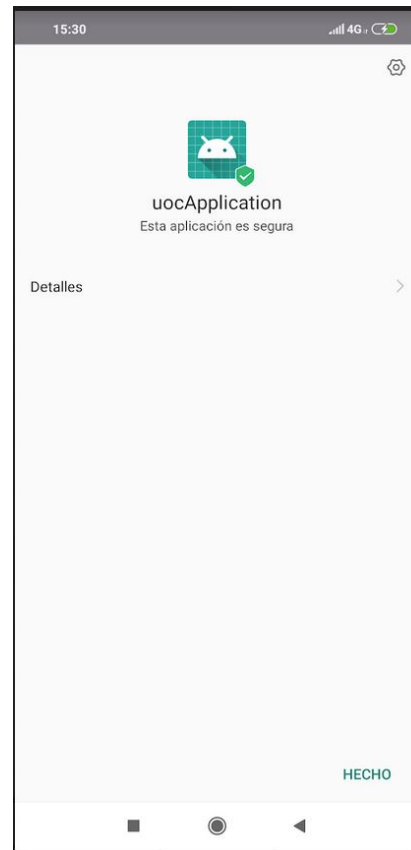 15:30 4G
uocApplication
Esta aplicación es segura
Detalles
HECHO